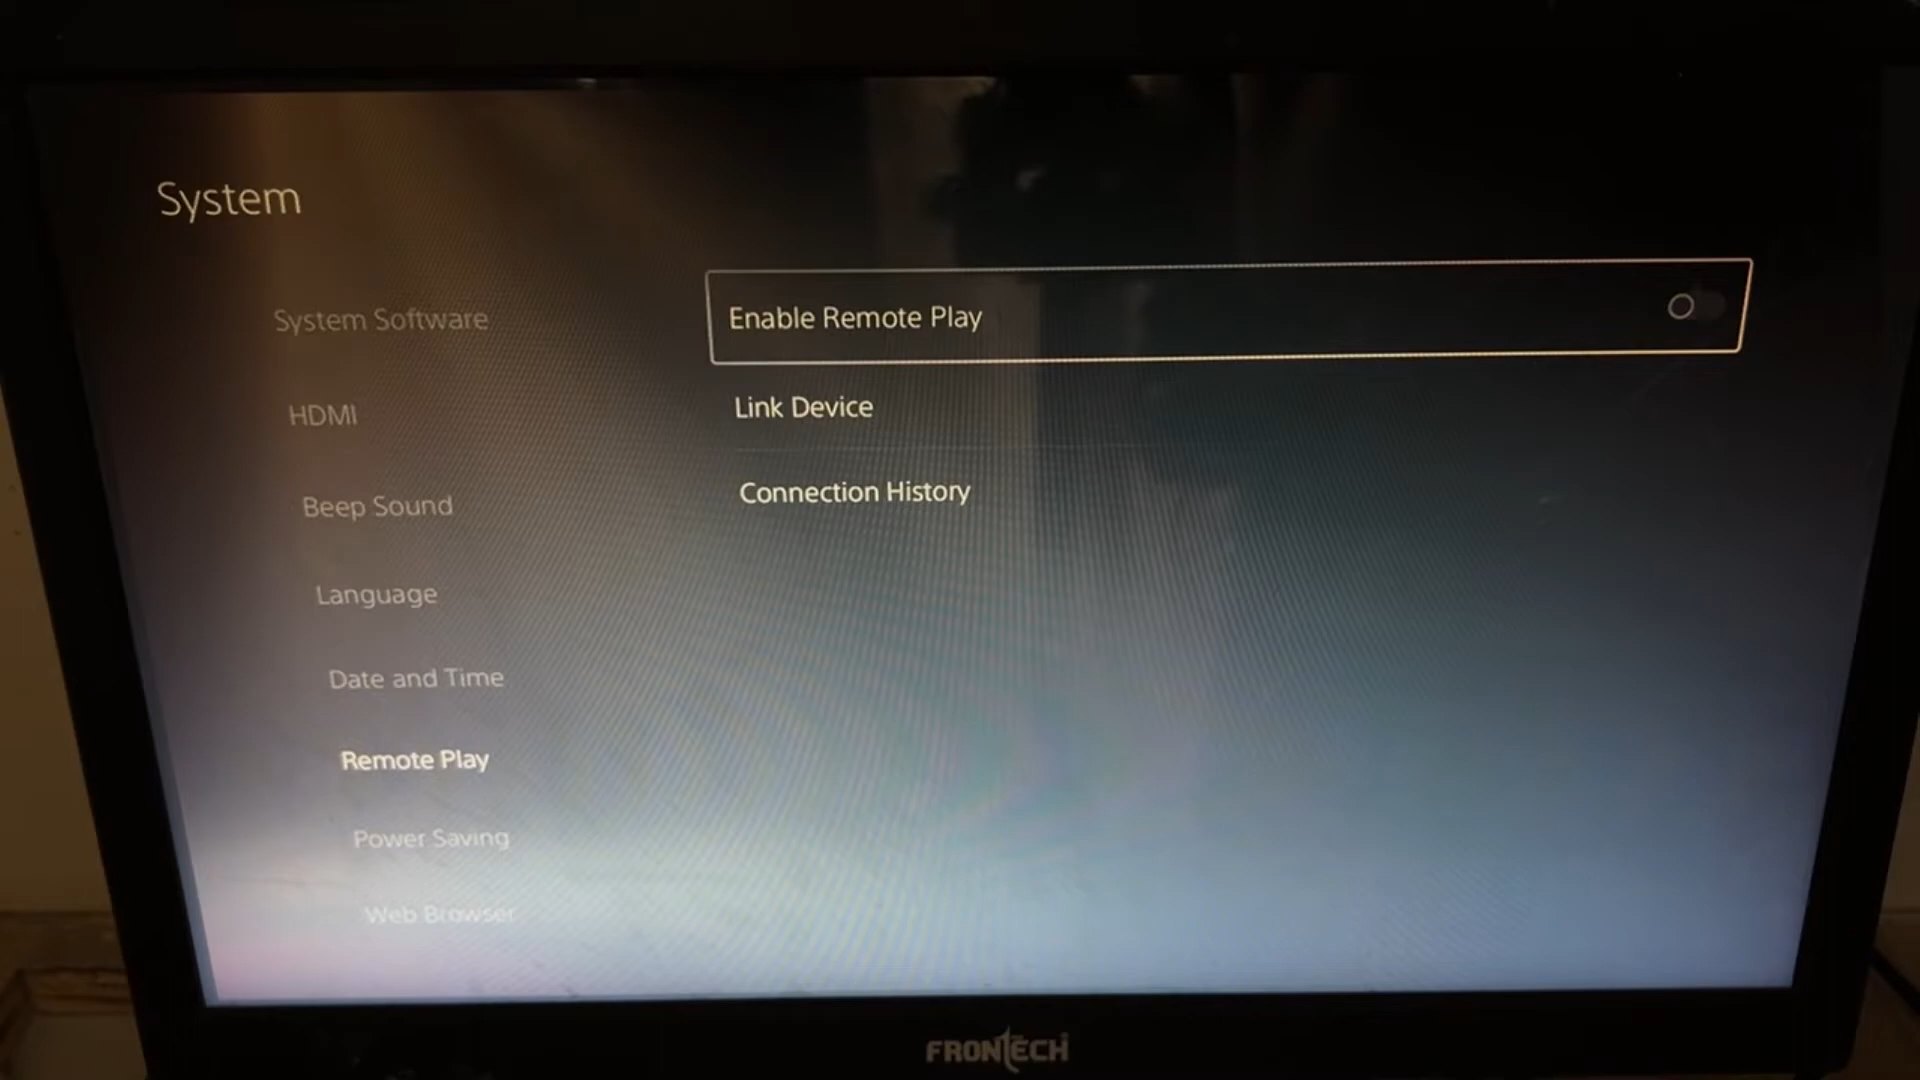 System
System Software
HDMI
Beep Sound
Language
Date and Time
Remote Play
Power Saving
Web Browser
Enable Remote Play
Link Device
Connection History
FRONTECH